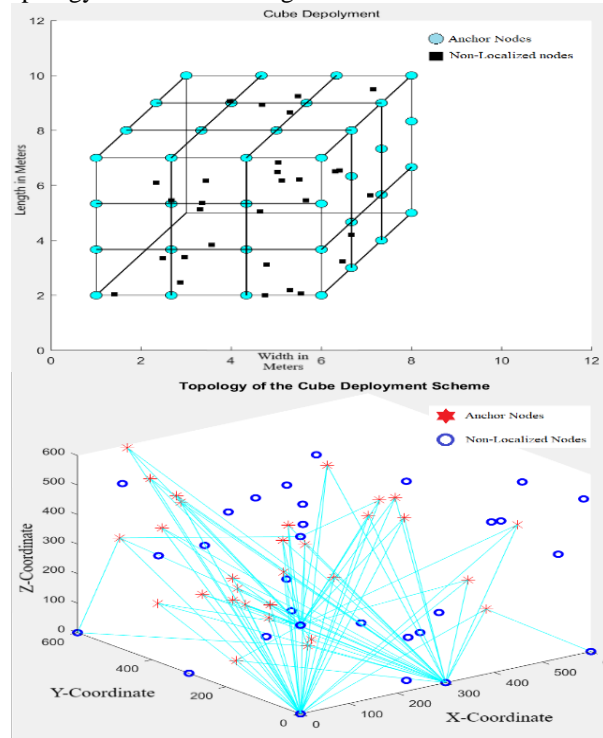 opology
Cube Depolyment
Anchor Nodes
Non-Localized nodes
12
10
8
6
4
2
0
Length in Meters
0 2 4 6 8 10 12
Width in
Meters
Topology of the Cube Deployment Scheme
Anchor Nodes
Non-Localized Nodes
600
500
400
300
200
100
0
Z-Coordinate
600
400
200
0
Y-Coordinate
0
100
200
300
400
500
X-Coordinate